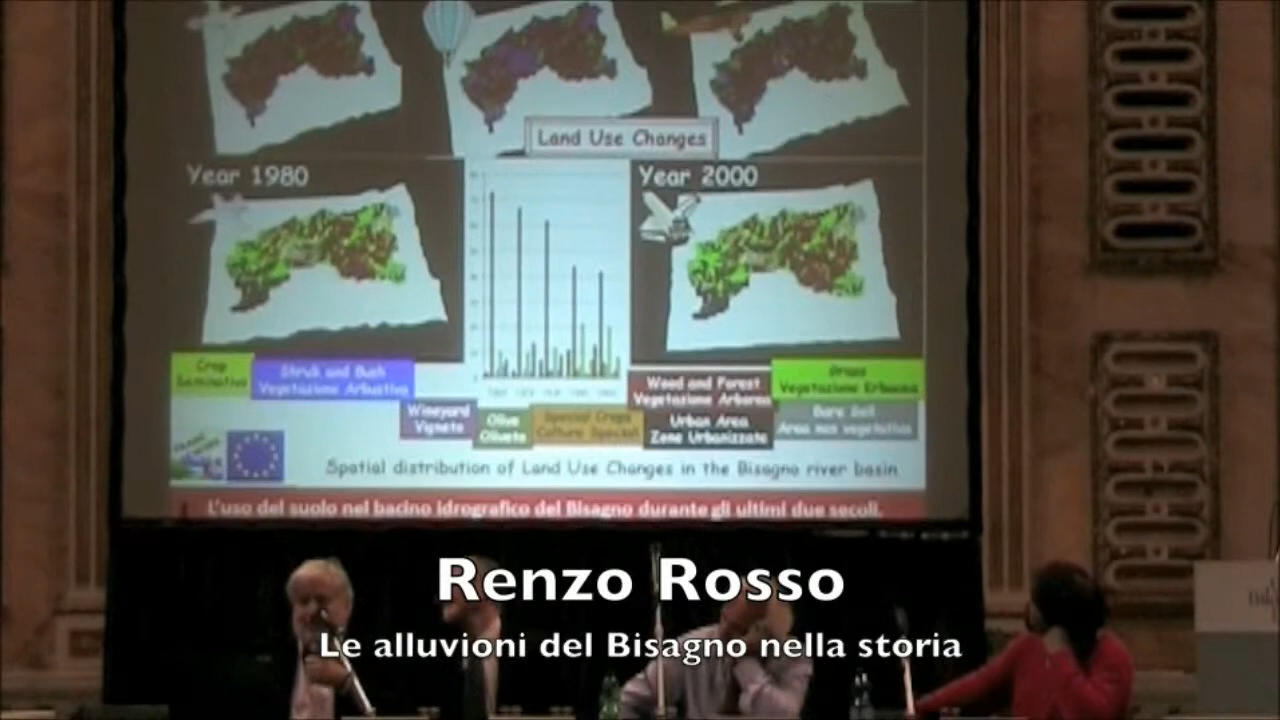 Land Use Changes
Year 1980
Year 2000
Crop
Seminativo
Shrub and Bush
Vegetazione Arbustiva
Wood and Forest
Vegetazione Arborea
Grass
Vegetazione Erbacea
Wineyard
Vigneto
Olive
Oliveto
Special Crops
Culture Speciali
Urban Area
Zone Urbanizzate
Bare Soil
Area non vegetativa
Spatial distribution of Land Use Changes in the Bisagno river basin
L'uso del suolo nel bacino idrografico del Bisagno durante gli ultimi due secoli.
Renzo Rosso
Le alluvioni del Bisagno nella storia